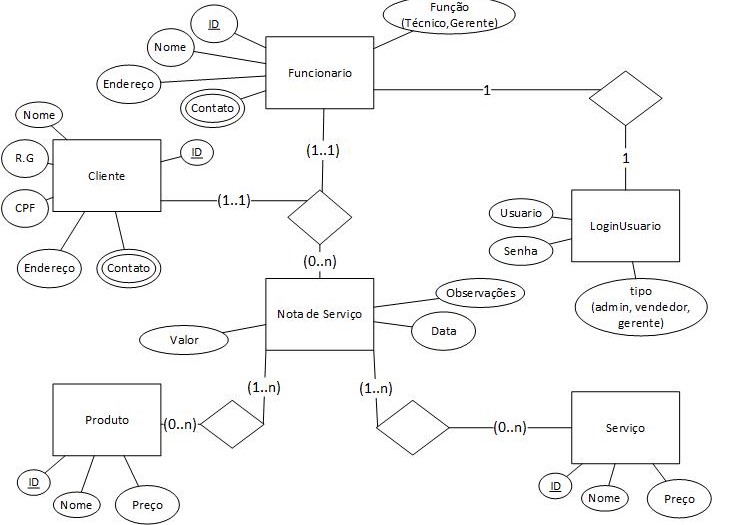 Função
(Técnico,Gerente)
ID
Nome
Endereço
Contato
Funcionario
1
Nome
R.G
CPF
ID
Cliente
Endereço
Contato
(1..1)
(1..1)
1
Usuario
Senha
LoginUsuario
tipo
(admin, vendedor,
gerente)
(0..n)
Nota de Serviço
Observações
Data
Valor
(1..n)
(1..n)
Produto
(0..n)
(0..n)
Serviço
ID
Nome
Preço
ID
Nome
Preço